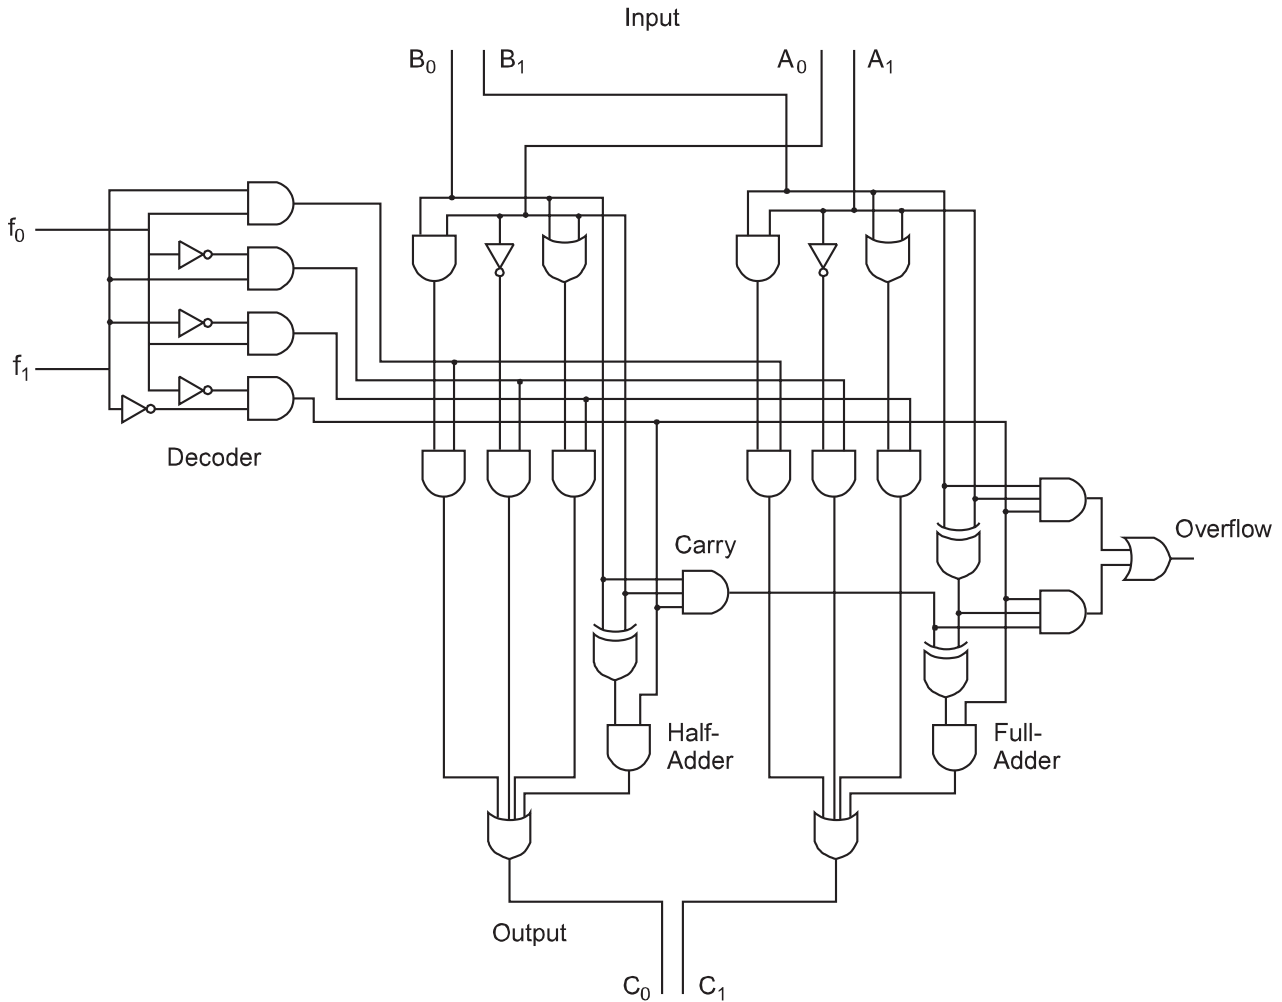 Input
B0 B1 A0 A1
f0
f1
Decoder
Overflow
Carry
Half-
Adder
Full-
Adder
Output
C0 C1